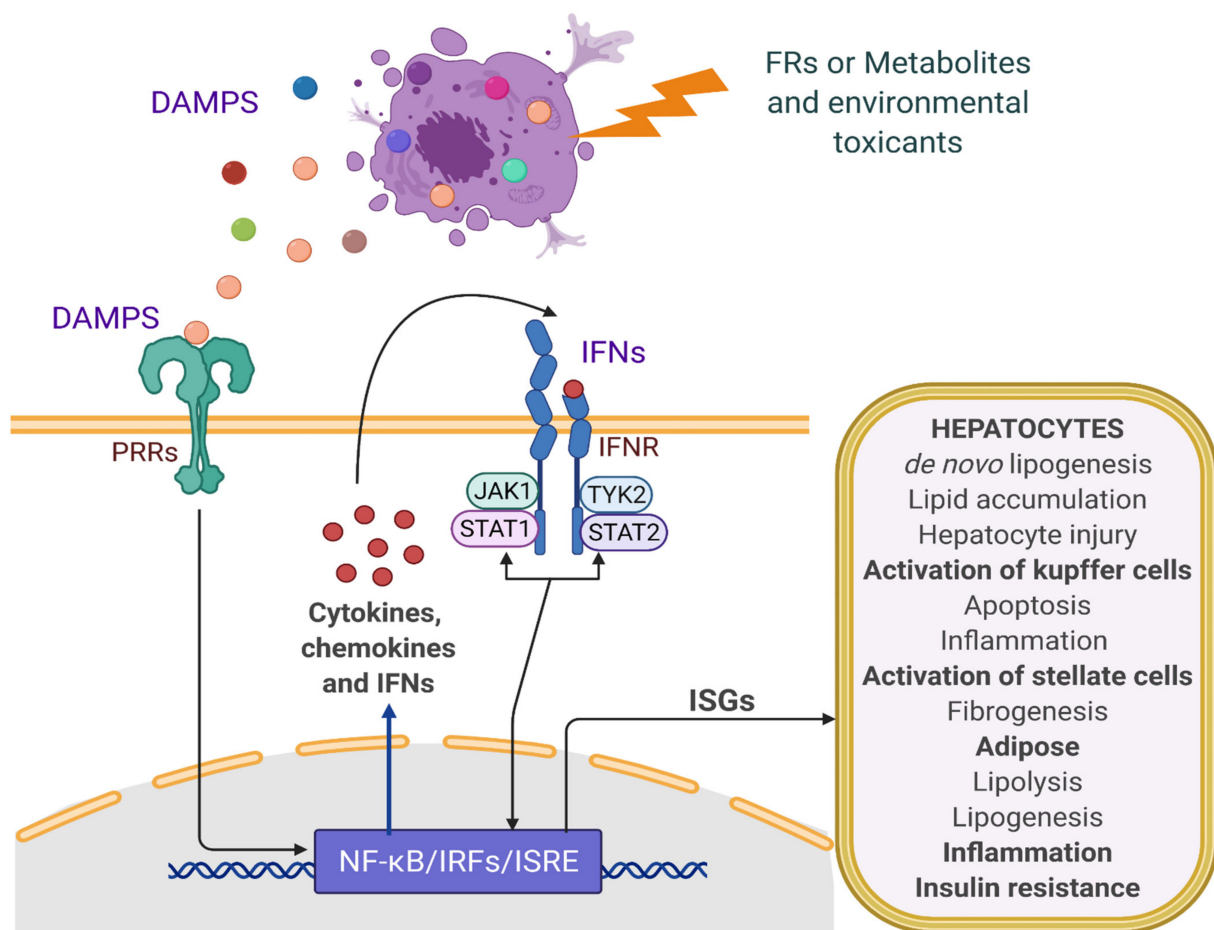 DAMPS
FRs or Metabolites
and environmental
toxicants
DAMPS
PRRs
IFNs
IFNR
JAK1
STAT1
TYK2
STAT2
Cytokines,
chemokines
and IFNs
ISGs
NF-κB/IRFs/ISRE
HEPATOCYTES
de novo lipogenesis
Lipid accumulation
Hepatocyte injury
Activation of kupffer cells
Apoptosis
Inflammation
Activation of stellate cells
Fibrogenesis
Adipose
Lipolysis
Lipogenesis
Inflammation
Insulin resistance